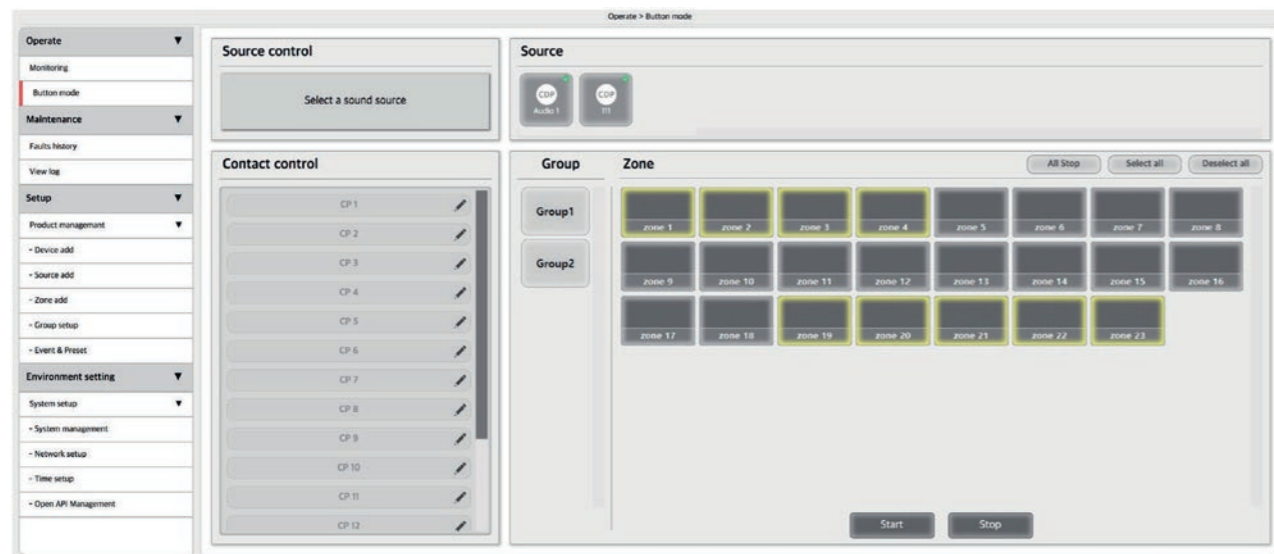 Operate > Button mode
Operate ▼
Monitoring
Button mode
Maintenance ▼
Faults history
View log
Setup ▼
Product managemant ▼
- Device add
- Source add
- Zone add
- Group setup
- Event & Preset
Environment setting ▼
System setup ▼
- System management
- Network setup
- Time setup
- Open API Management
Source control
Select a sound source
Source
CDP
Audio 1
CDP
111
Contact control
CP 1
CP 2
CP 3
CP 4
CP 5
CP 6
CP 7
CP 8
CP 9
CP 10
CP 11
CP 12
Group
Group1
Group2
Zone
All Stop
Select all
Deselect all
zone 1
zone 2
zone 3
zone 4
zone 5
zone 6
zone 7
zone 8
zone 9
zone 10
zone 11
zone 12
zone 13
zone 14
zone 15
zone 16
zone 17
zone 18
zone 19
zone 20
zone 21
zone 22
zone 23
Start
Stop